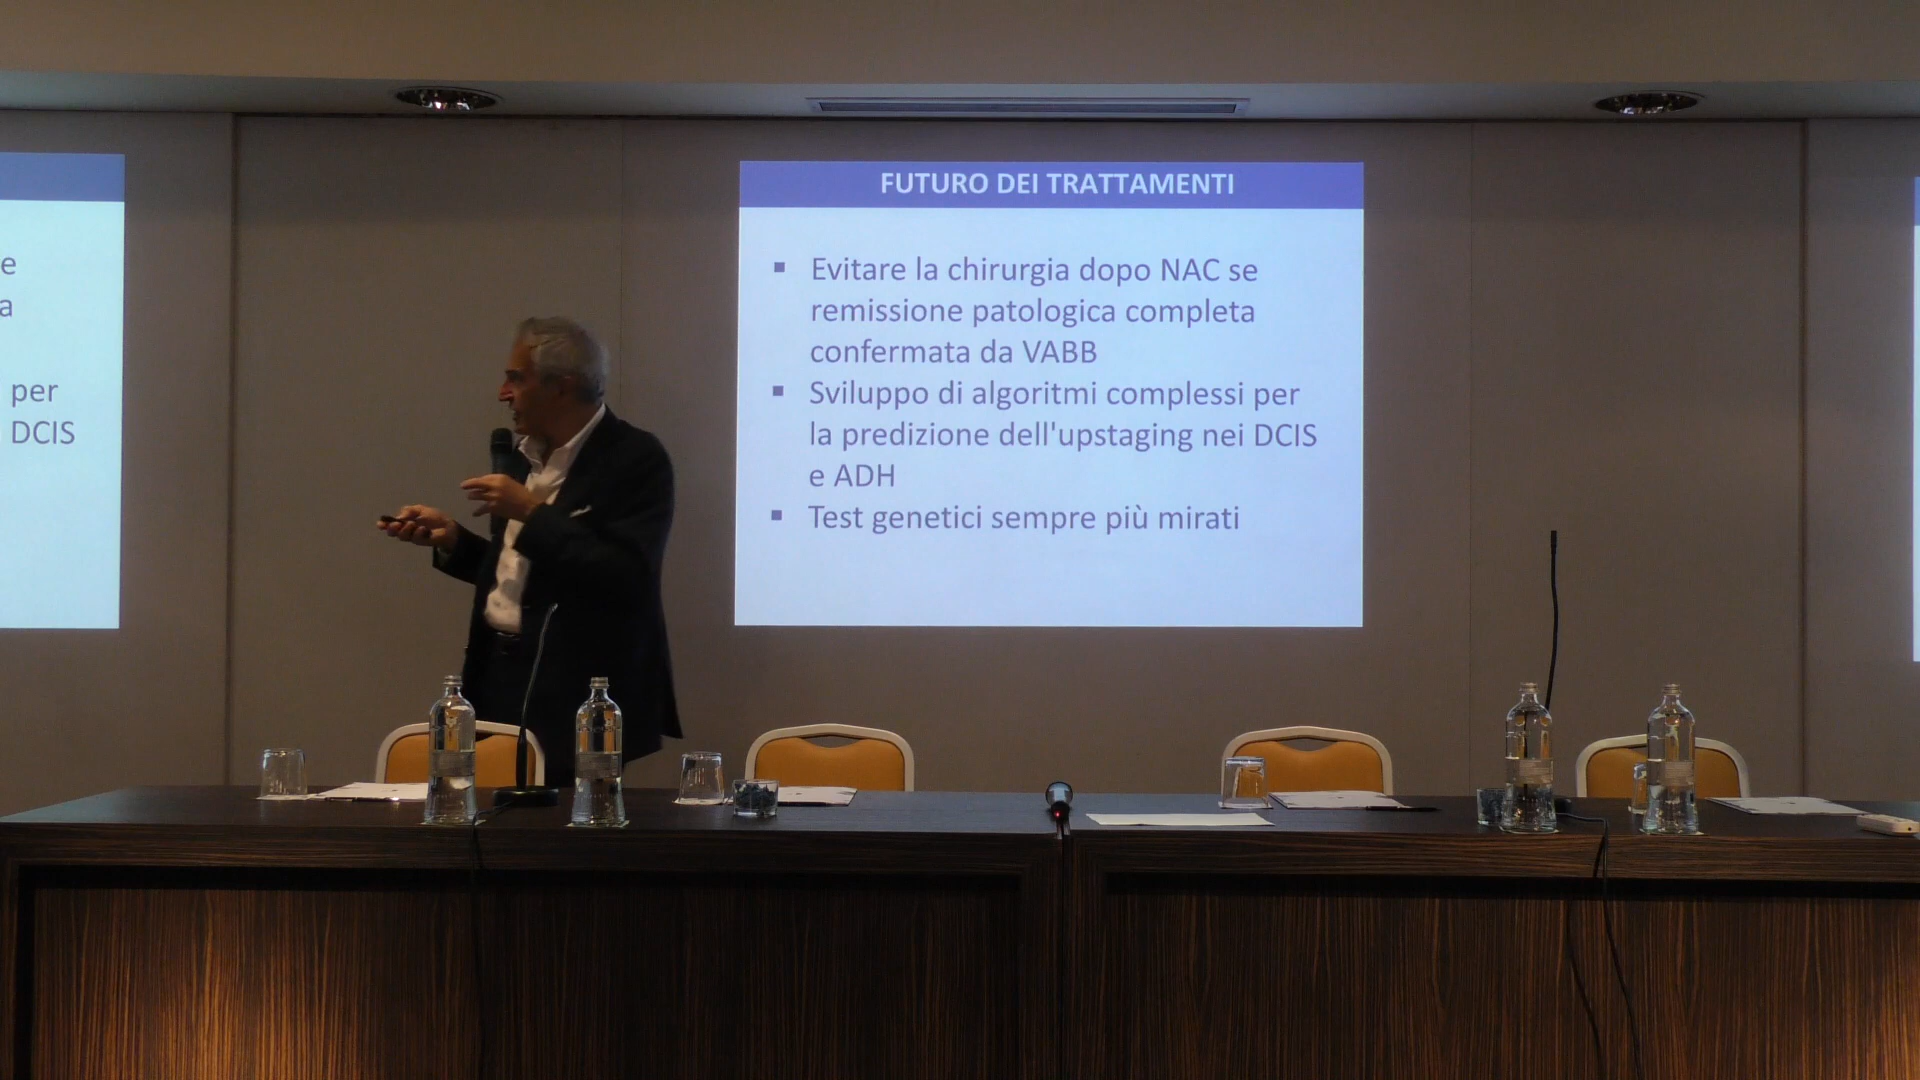 e
a
per
DCIS
FUTURO DEI TRATTAMENTI
▪ Evitare la chirurgia dopo NAC se
remissione patologica completa
confermata da VABB
▪ Sviluppo di algoritmi complessi per
la predizione dell'upstaging nei DCIS
e ADH
▪ Test genetici sempre più mirati